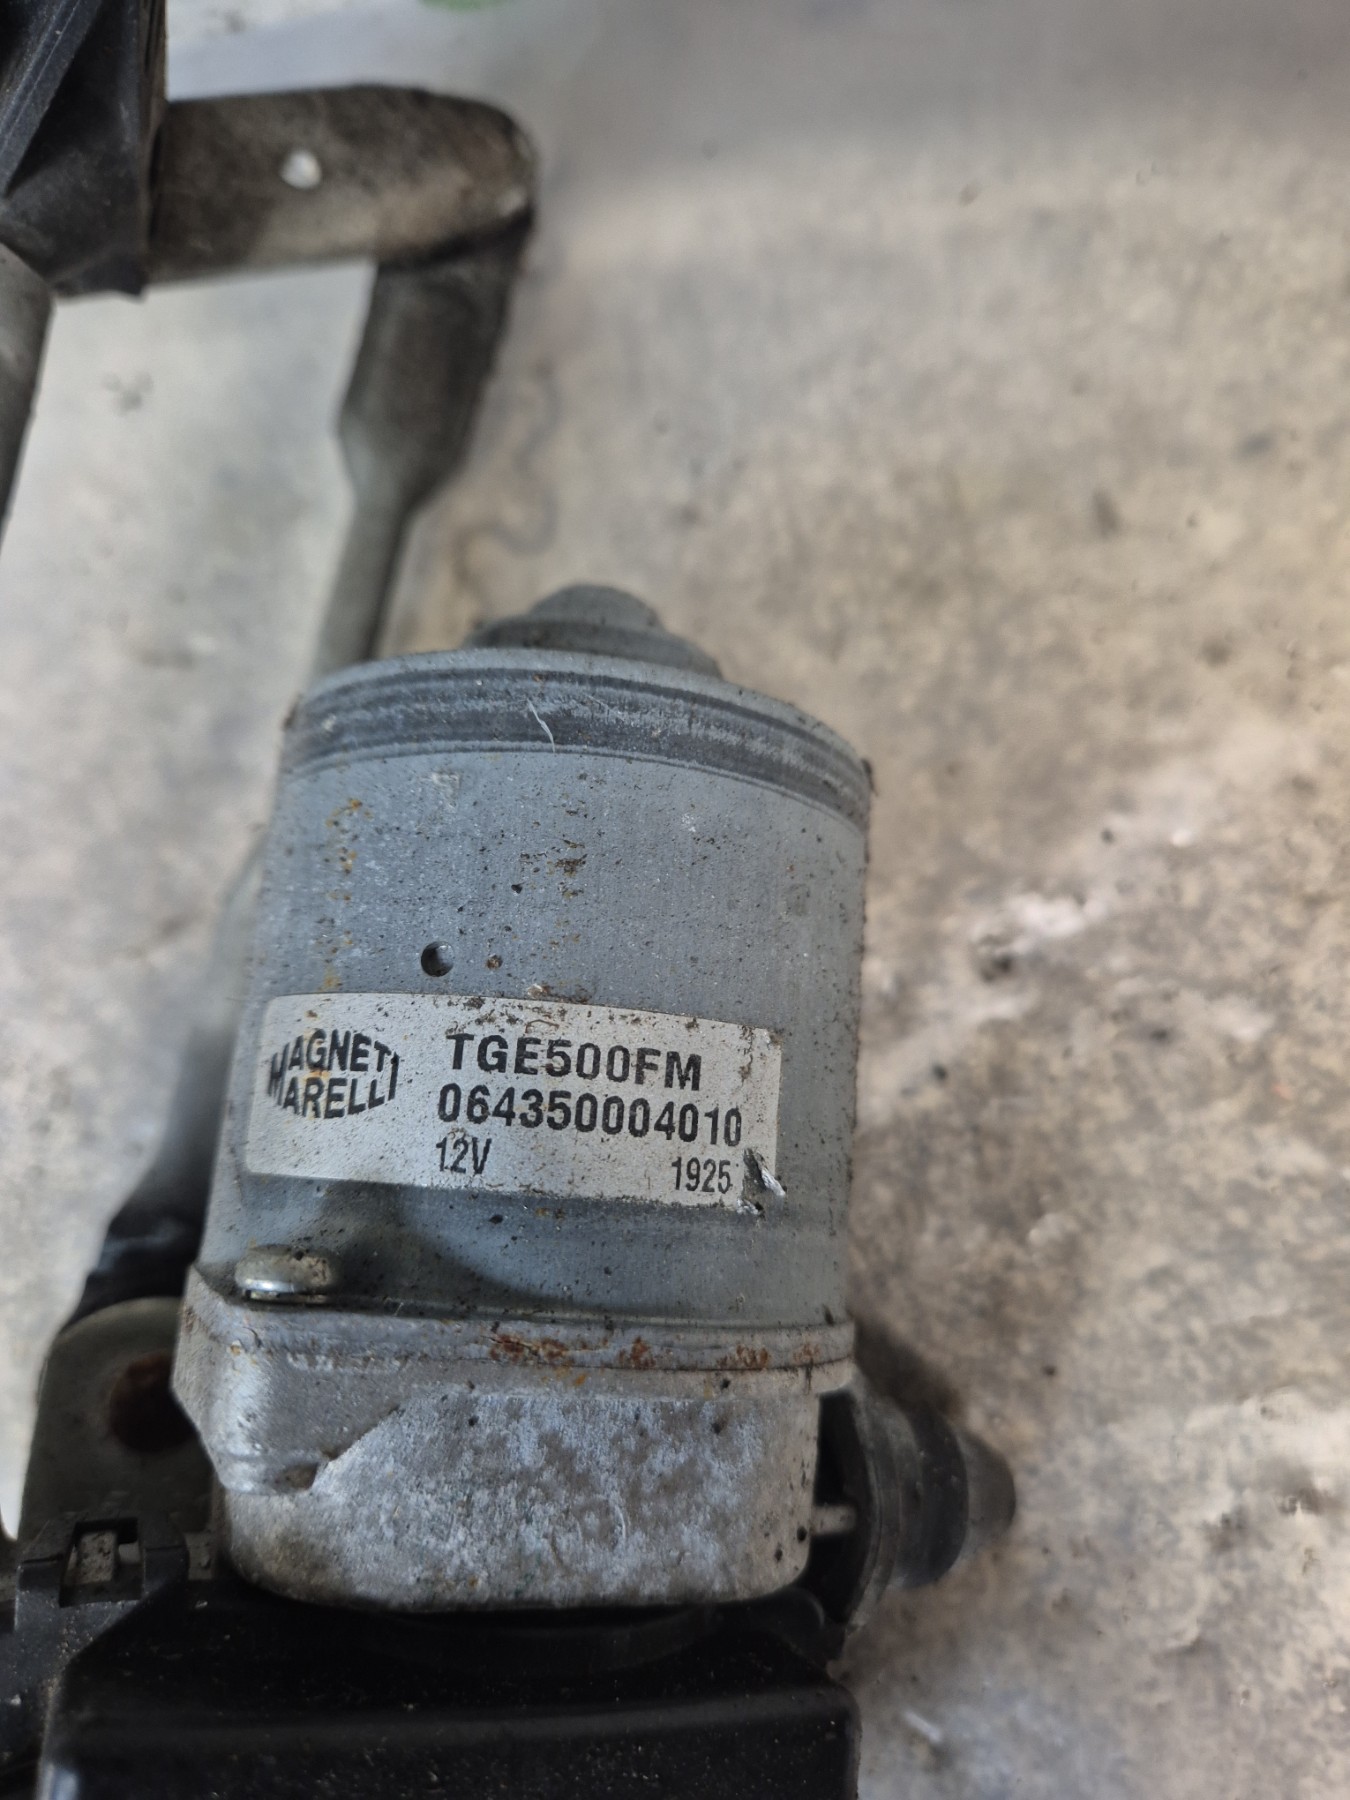 MAGNETI
MARELLI
TGE500FM
064350004010
12V 1925